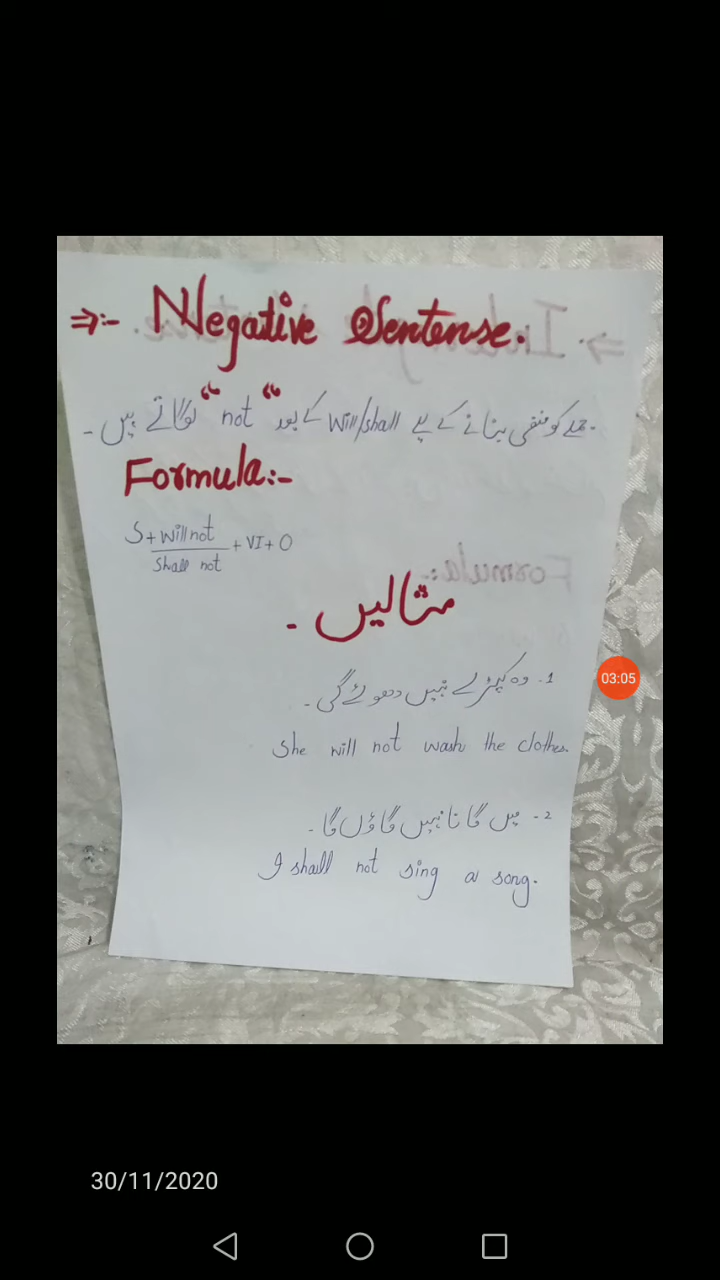 ⇒:- Negative Sentense.
جملے کو منفی بنانے کے لیے will/shall کے بعد “not“ لگاتے ہیں -
Formula:-
S + will not / shall not + VI + O
مثالیں -
1. وہ کپڑے نہیں دھوئے گی -
She will not wash the clothes.
2- میں گانا نہیں گاؤں گا -
I shall not sing a song.
03:05
30/11/2020